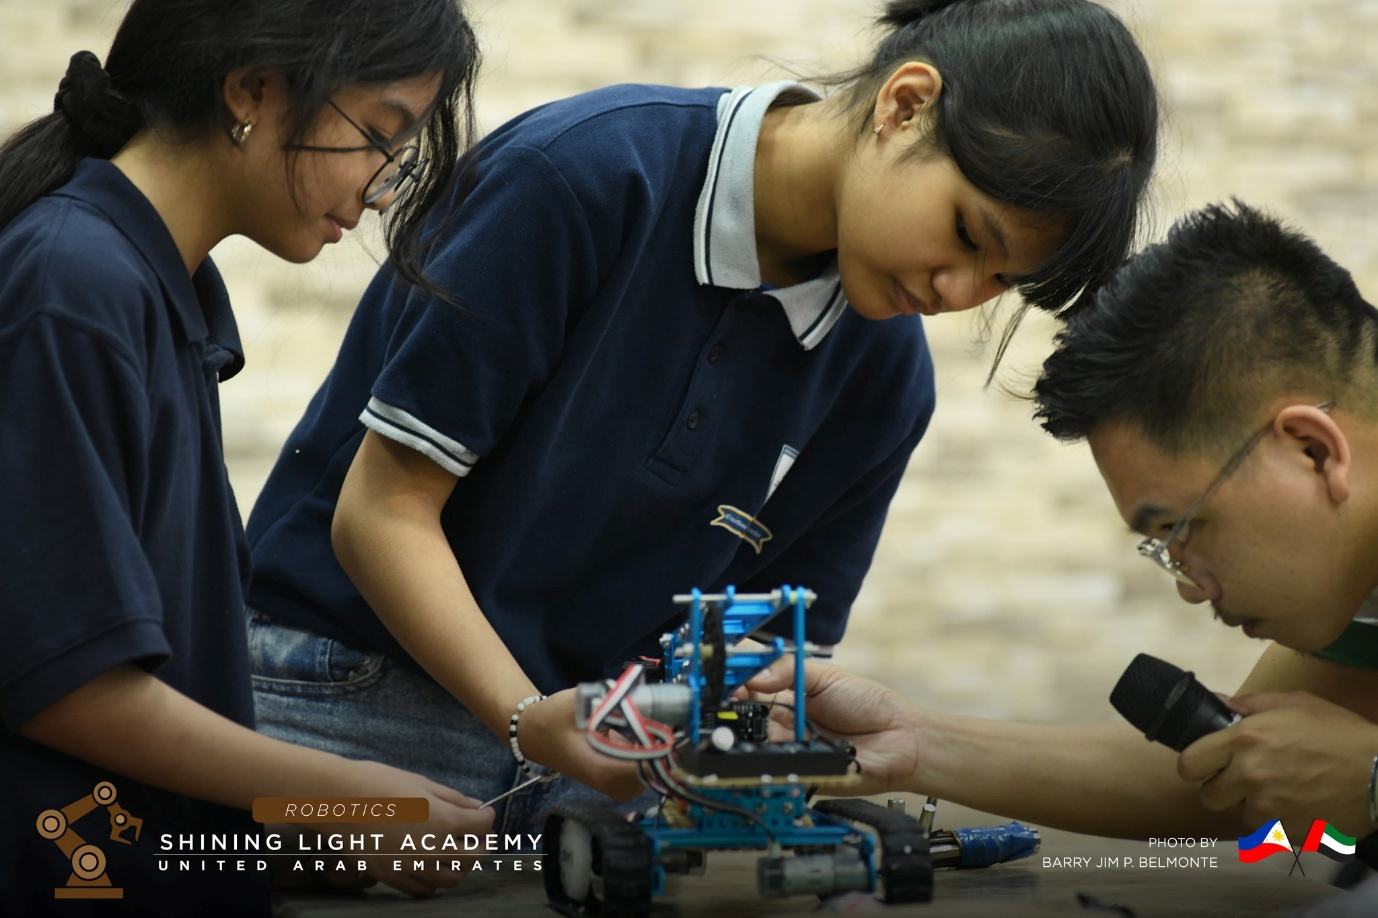 ROBOTICS
SHINING LIGHT ACADEMY
UNITED ARAB EMIRATES
PHOTO BY
BARRY JIM P. BELMONTE